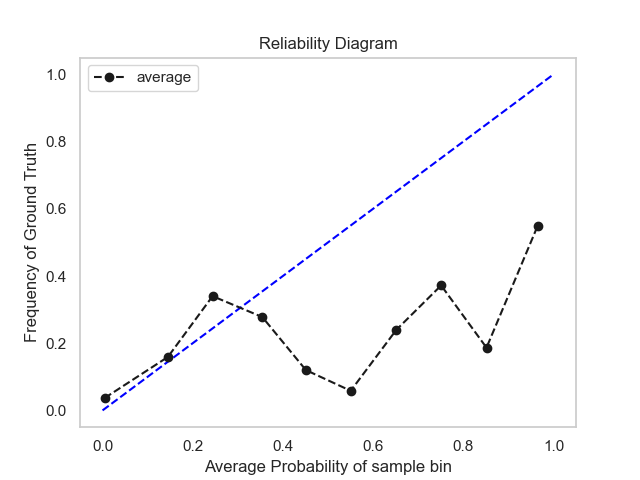 Reliability Diagram
average
Frequency of Ground Truth
1.0
0.8
0.6
0.4
0.2
0.0
0.0 0.2 0.4 0.6 0.8 1.0
Average Probability of sample bin